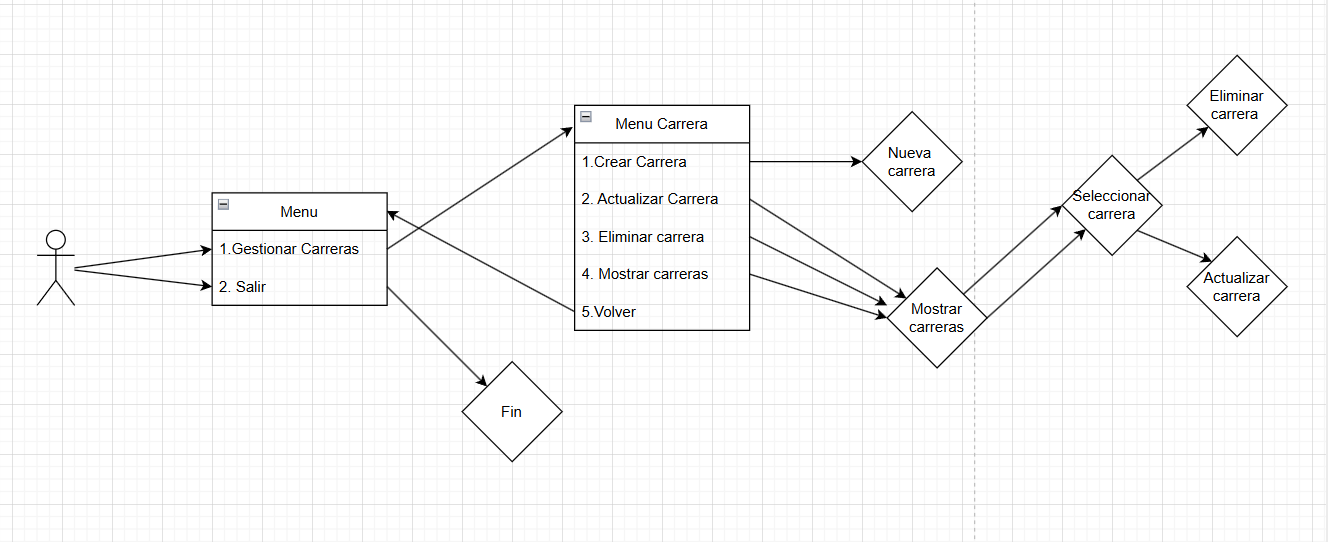 Menu
1.Gestionar Carreras
2. Salir
Fin
Menu Carrera
1.Crear Carrera
2. Actualizar Carrera
3. Eliminar carrera
4. Mostrar carreras
5.Volver
Nueva
carrera
Mostrar
carreras
Seleccionar
carrera
Eliminar
carrera
Actualizar
carrera